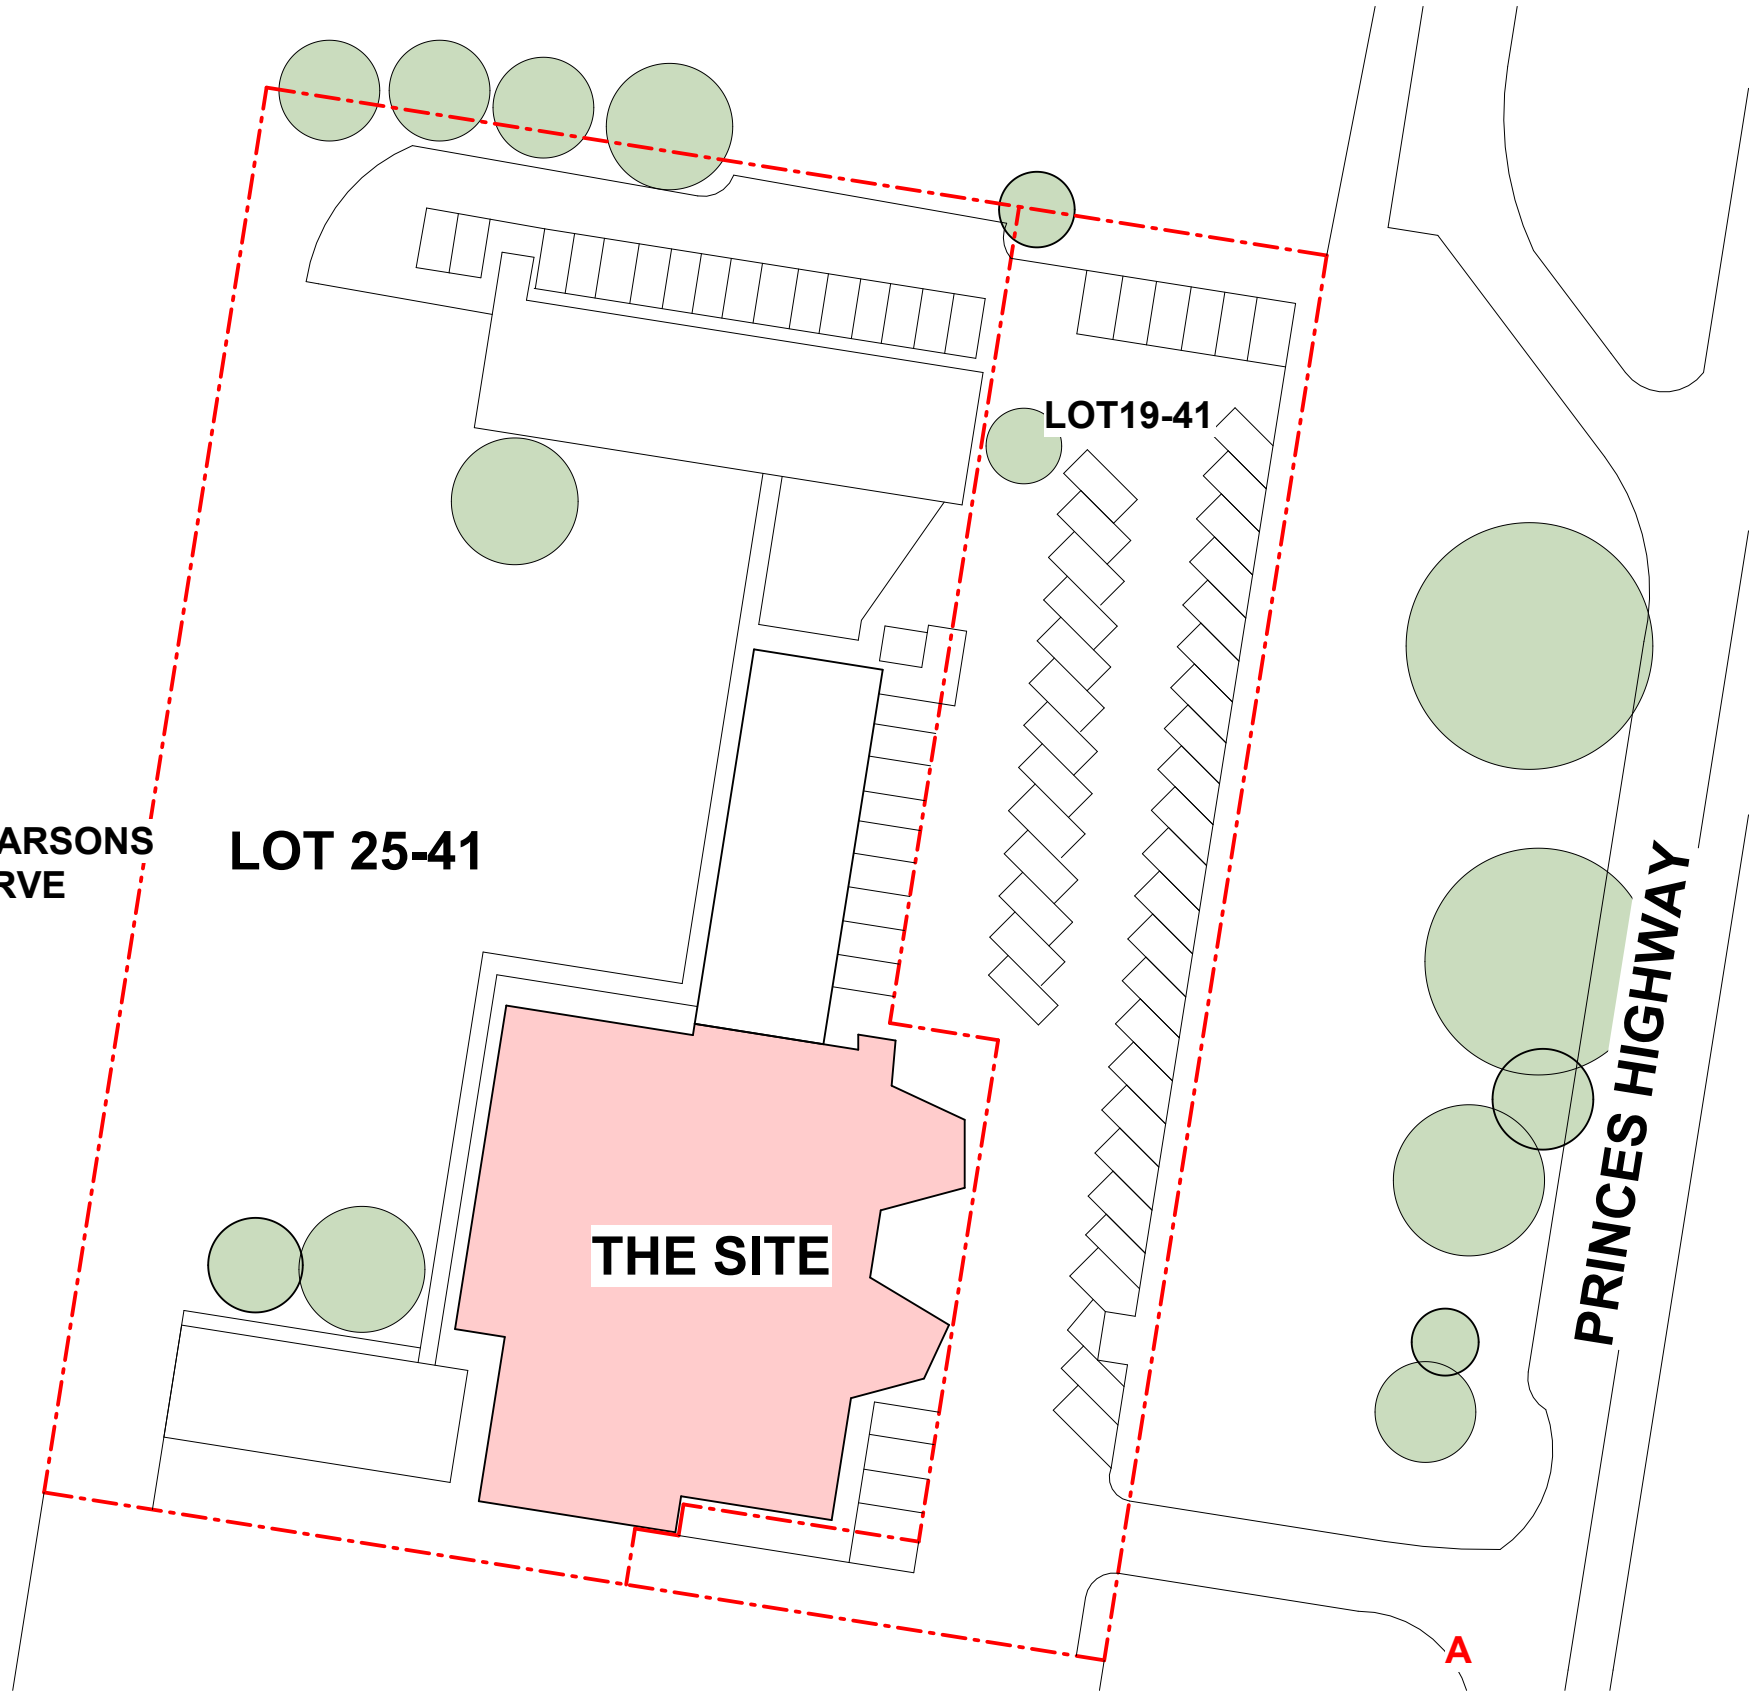 LOT19-41
ARSONS
RVE
LOT 25-41
PRINCES HIGHWAY
THE SITE
A